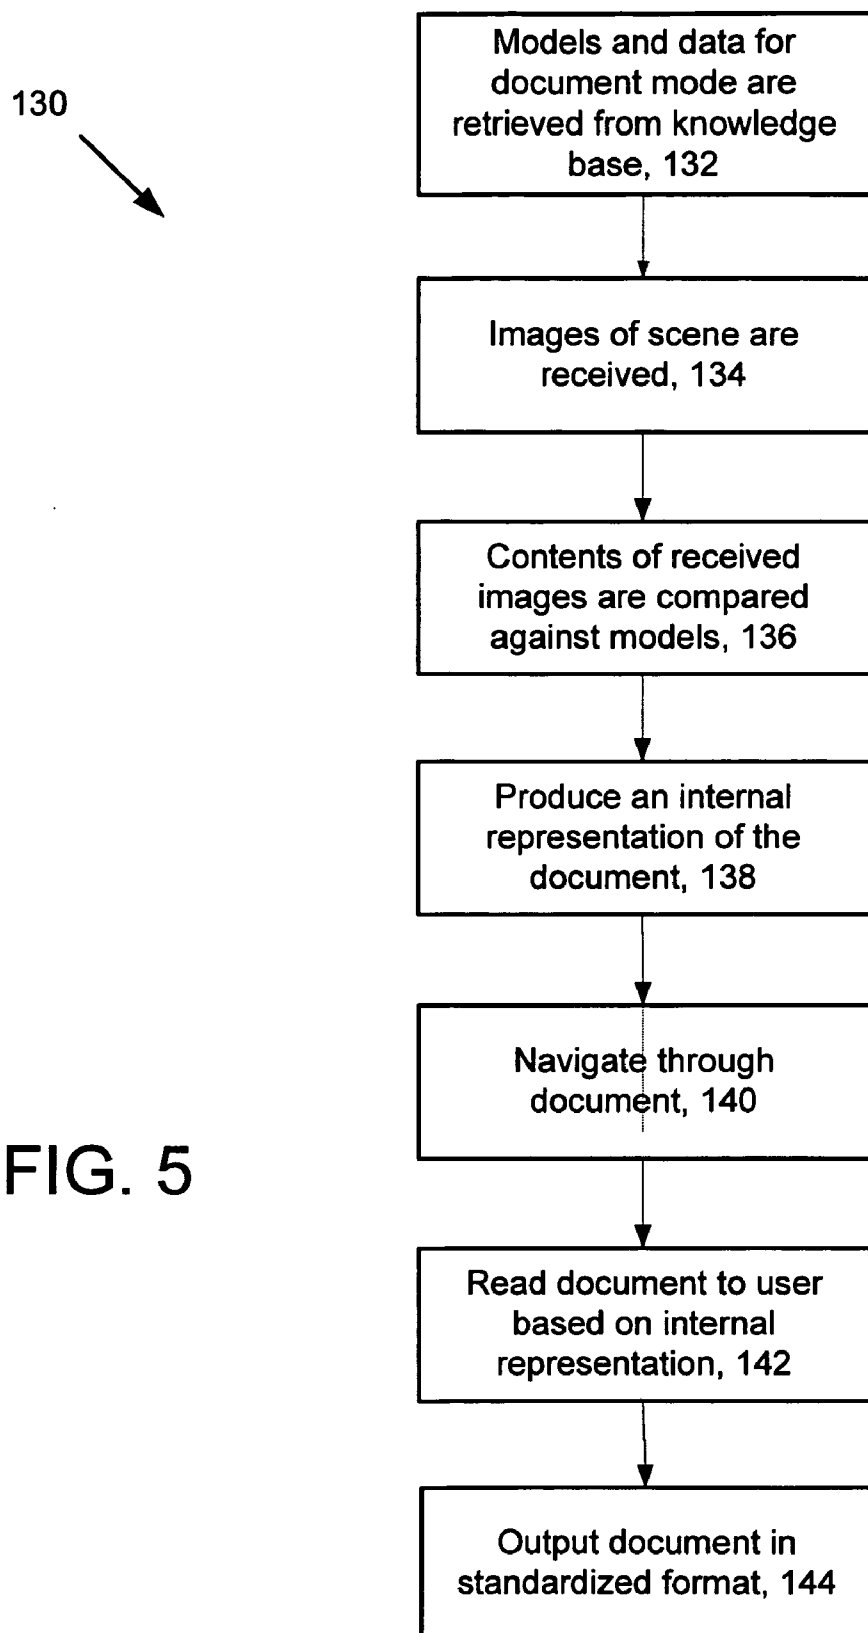 130
Models and data for
document mode are
retrieved from knowledge
base, 132
Images of scene are
received, 134
Contents of received
images are compared
against models, 136
Produce an internal
representation of the
document, 138
Navigate through
document, 140
FIG. 5
Read document to user
based on internal
representation, 142
Output document in
standardized format, 144